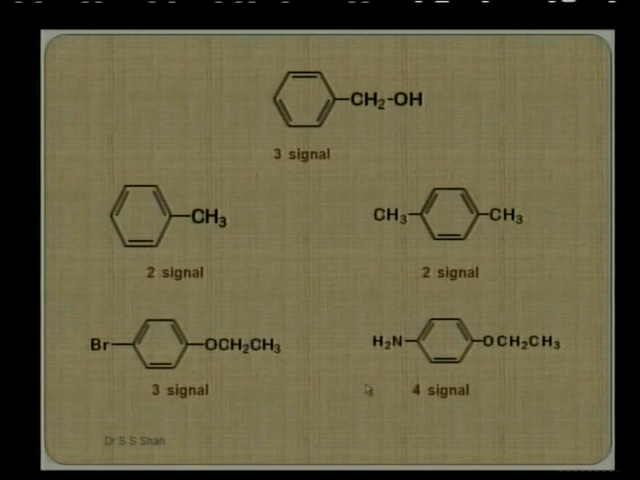 CH₂-OH
3 signal
CH₃
2 signal
CH₃ CH₃
2 signal
Br OCH₂CH₃
3 signal
H₂N OCH₂CH₃
4 signal
Dr S S Shah